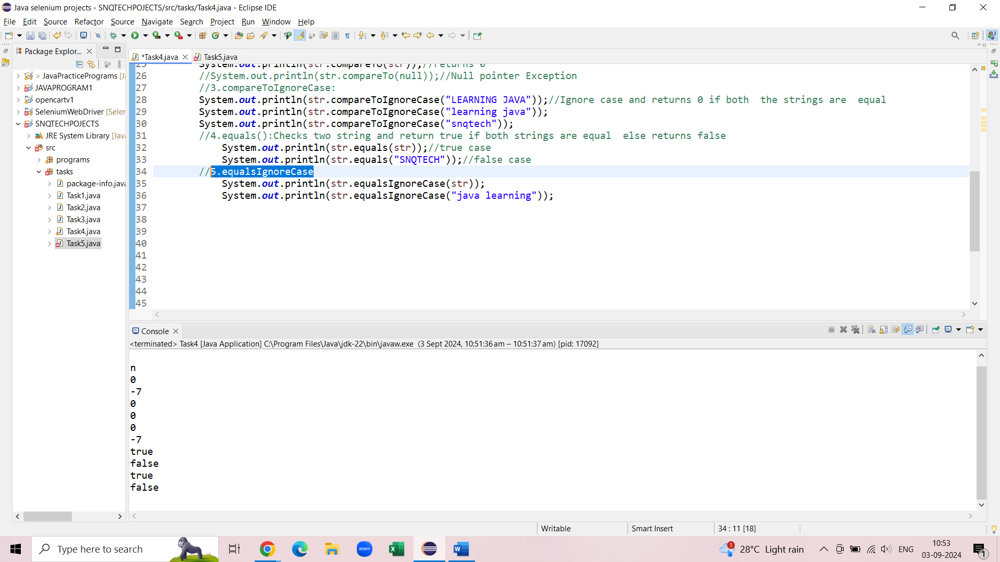 Java selenium projects - SNQTECHPOJECTS/src/tasks/Task4.java - Eclipse IDE
File Edit Source Refactor Source Navigate Search Project Run Window Help
Package Explor...
> JavaPracticePrograms [Ja
JAVAPROGRAM1
opencartv1
SeleniumWebDriver [Selen
SNQTECHPOJECTS
JRE System Library [Java
src
programs
tasks
package-info.java
Task1.java
Task2.java
Task3.java
Task4.java
Task5.java
*Task4.java Task5.java
25 System.out.println(str.compareTo(str));//returns 0
26 //System.out.println(str.compareTo(null));//Null pointer Exception
27 //3.compareToIgnoreCase:
28 System.out.println(str.compareToIgnoreCase("LEARNING JAVA"));//Ignore case and returns 0 if both  the strings are  equal
29 System.out.println(str.compareToIgnoreCase("learning java"));
30 System.out.println(str.compareToIgnoreCase("snqtech"));
31 //4.equals():Checks two string and return true if both strings are equal  else returns false
32 System.out.println(str.equals(str));//true case
33 System.out.println(str.equals("SNQTECH"));//false case
34 //5.equalsIgnoreCase
35 System.out.println(str.equalsIgnoreCase(str));
36 System.out.println(str.equalsIgnoreCase("java learning"));
37
38
39
40
41
42
43
44
45
Console
<terminated> Task4 [Java Application] C:\Program Files\Java\jdk-22\bin\javaw.exe (3 Sept 2024, 10:51:36 am – 10:51:37 am) [pid: 17092]
n
0
-7
0
0
0
-7
true
false
true
false
Writable Smart Insert 34 : 11 [18]
Type here to search
zoom
1
28°C Light rain
ENG
10:53
03-09-2024
1